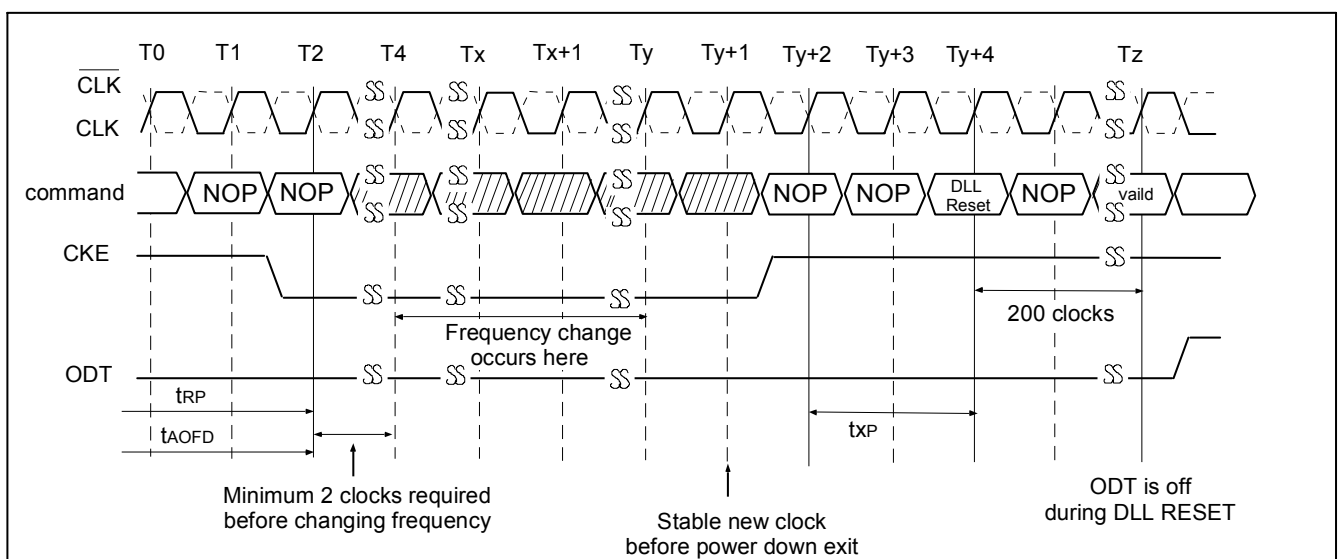 T0 T1 T2 T4 Tx Tx+1 Ty Ty+1 Ty+2 Ty+3 Ty+4 Tz
CLK
CLK
command NOP NOP NOP NOP DLL Reset NOP vaild
CKE
200 clocks
Frequency change
occurs here
ODT
tRP
tAOFD
txP
Minimum 2 clocks required
before changing frequency
Stable new clock
before power down exit
ODT is off
during DLL RESET